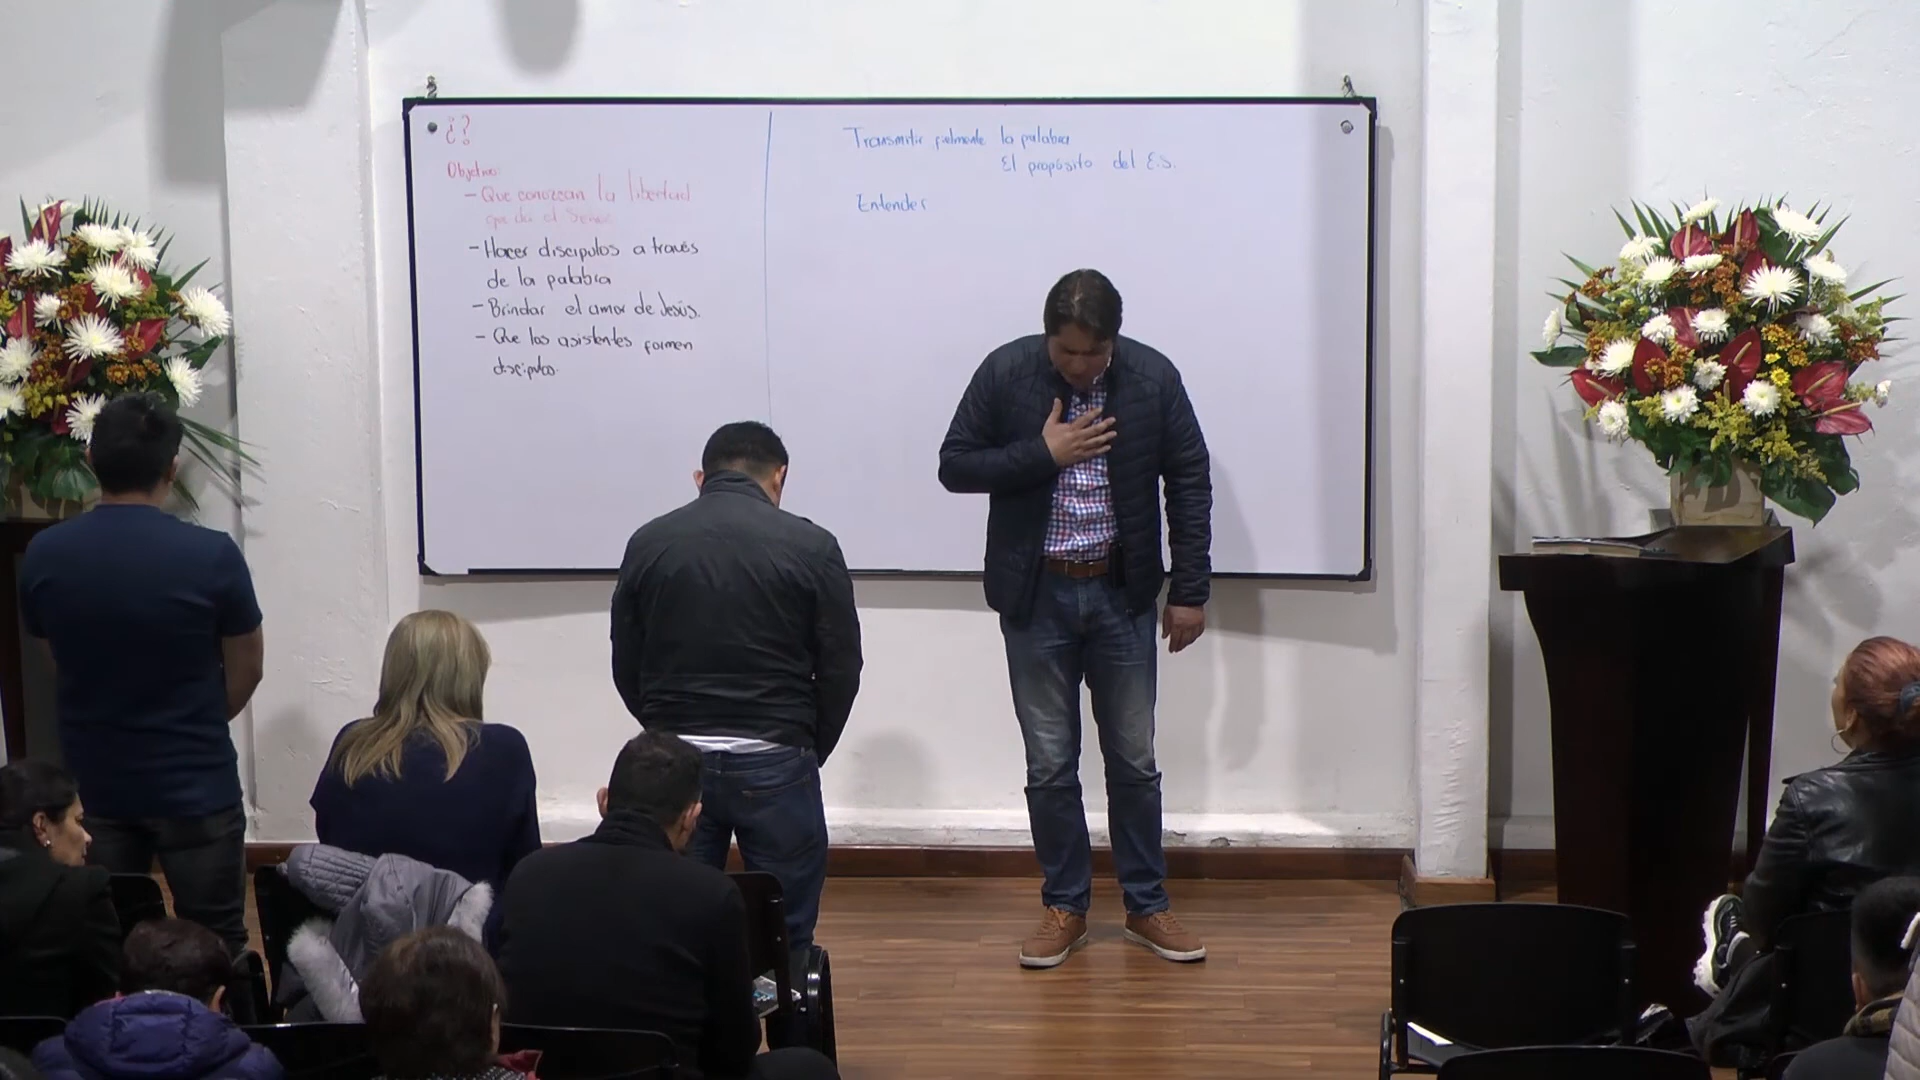 ¿?
Objetivo:
- Que conozcan la libertad
que da el Señor
- Hacer discipulos a través
de la palabra
- Brindar el amor de Jesús.
- Que los asistentes formen
discipulos.
Transmitir fielmente la palabra
El propósito del E.S.
Entender